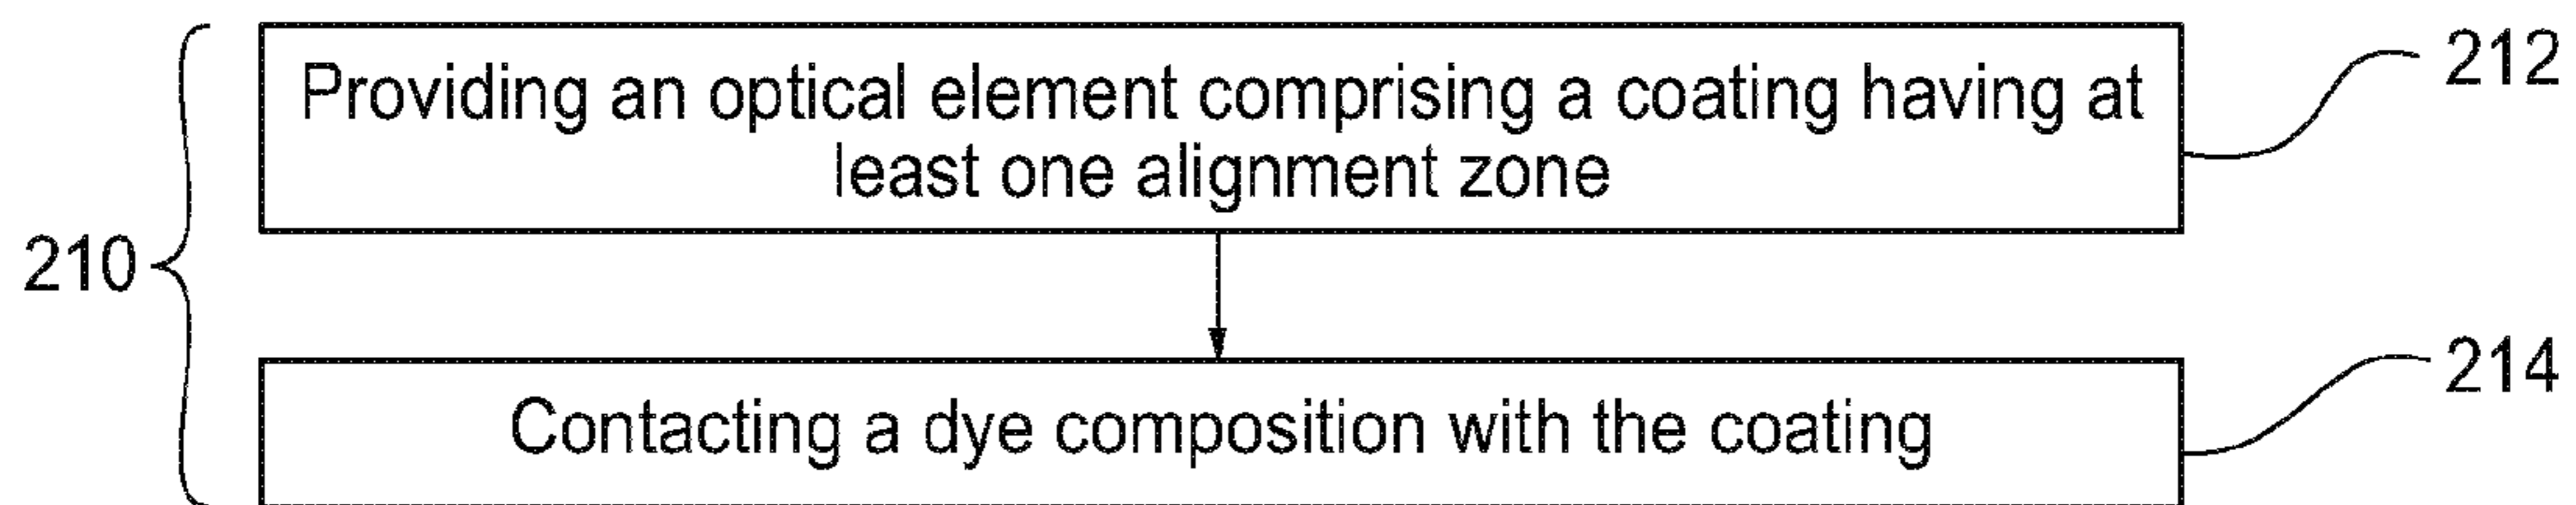 Providing an optical element comprising a coating having at
least one alignment zone
212
210
Contacting a dye composition with the coating
214